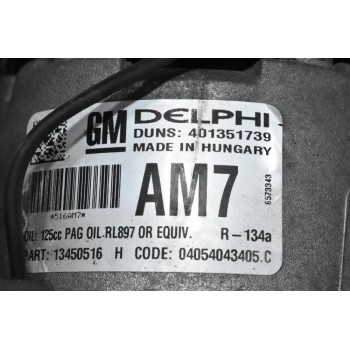 GM DELPHI
DUNS: 401351739
MADE IN HUNGARY
AM7
*516AM7*
6573343
OIL: 125cc PAG OIL.RL897 OR EQUIV. R-134a
PART: 13450516 H CODE: 04054043405.C